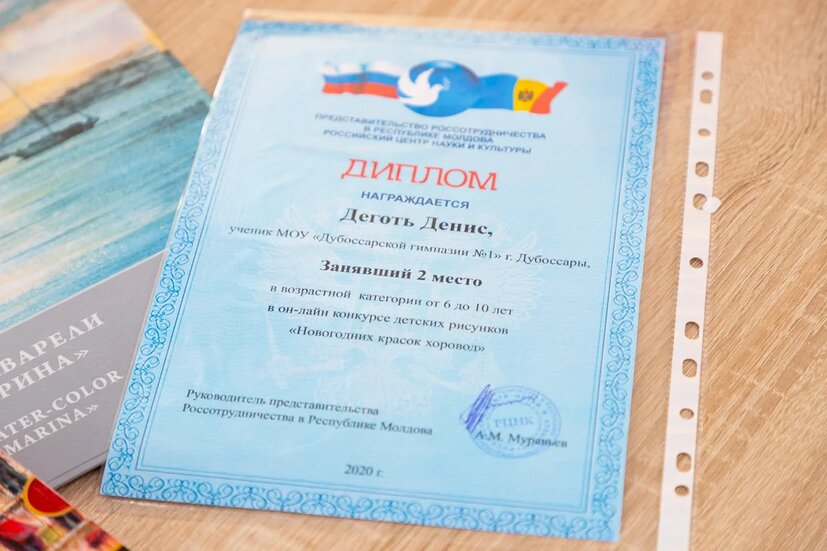 ПРЕДСТАВИТЕЛЬСТВО РОССОТРУДНИЧЕСТВА
В РЕСПУБЛИКЕ МОЛДОВА
РОССИЙСКИЙ ЦЕНТР НАУКИ И КУЛЬТУРЫ
ДИПЛОМ
НАГРАЖДАЕТСЯ
Деготь Денис,
ученик МОУ «Дубоссарской гимназии №1» г. Дубоссары,
Занявший 2 место
в возрастной категории от 6 до 10 лет
в он-лайн конкурсе детских рисунков
«Новогодних красок хоровод»
Руководитель представительства
Россотрудничества в Республике Молдова
РЦНК
А.М. Муравьев
2020 г.
ВАРЕЛИ
РИНА»
ATER-COLOR
MARINA»